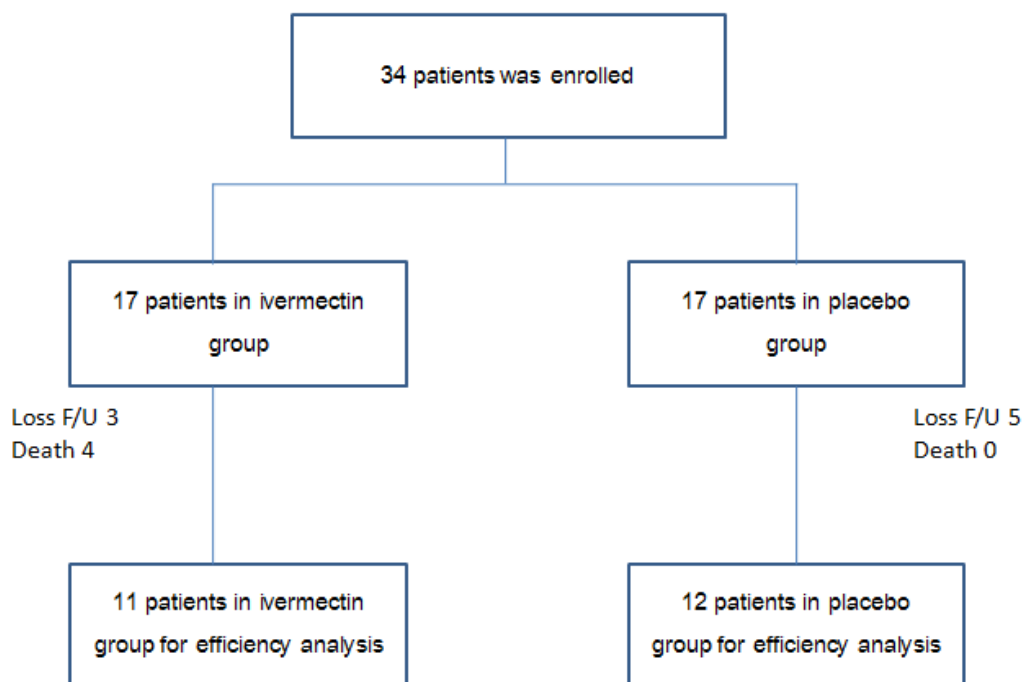 34 patients was enrolled
17 patients in ivermectin
group
17 patients in placebo
group
Loss F/U 3
Death 4
Loss F/U 5
Death 0
11 patients in ivermectin
group for efficiency analysis
12 patients in placebo
group for efficiency analysis